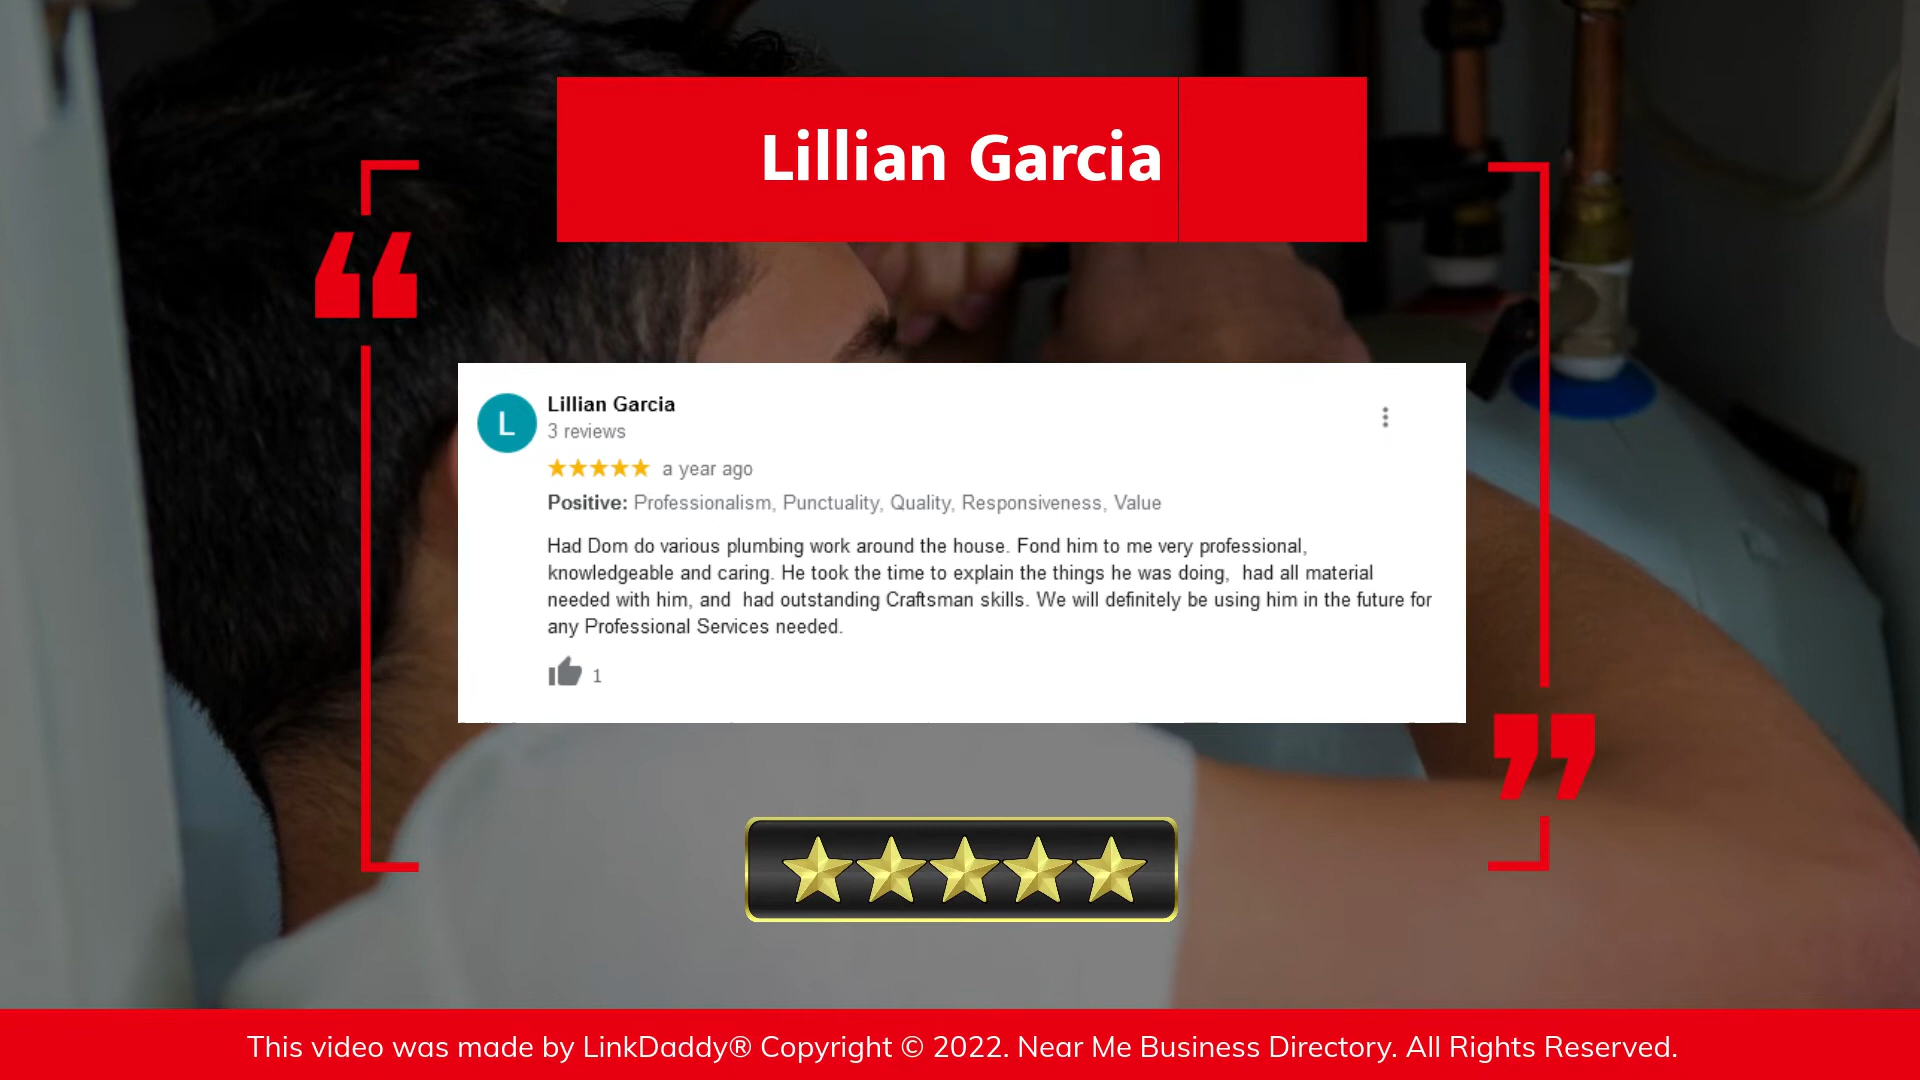 Lillian Garcia
“
L
Lillian Garcia
3 reviews
a year ago
Positive: Professionalism, Punctuality, Quality, Responsiveness, Value
Had Dom do various plumbing work around the house. Fond him to me very professional,
knowledgeable and caring. He took the time to explain the things he was doing,  had all material
needed with him, and  had outstanding Craftsman skills. We will definitely be using him in the future for
any Professional Services needed.
1
”
This video was made by LinkDaddy® Copyright © 2022. Near Me Business Directory. All Rights Reserved.